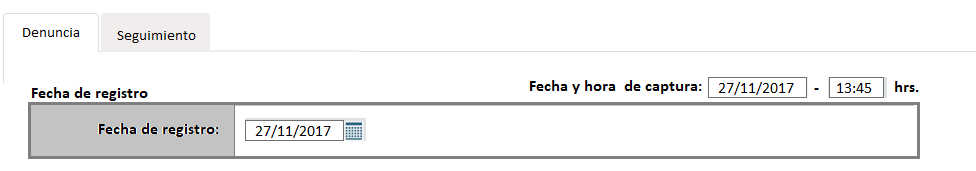 Denuncia
Seguimiento
Fecha y hora  de captura: 27/11/2017 - 13:45 hrs.
Fecha de registro
Fecha de registro: 27/11/2017